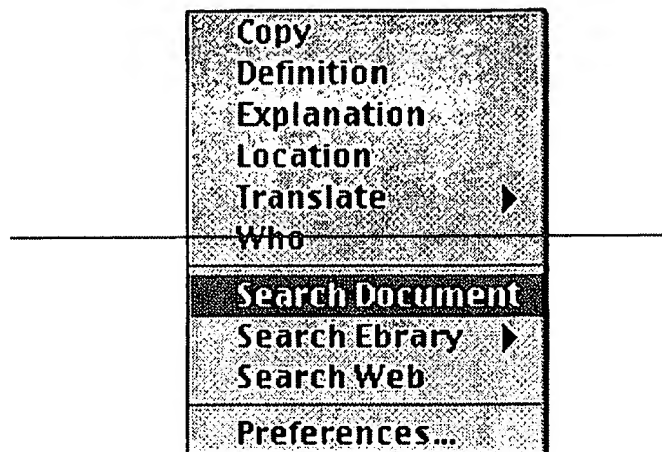 Copy
Definition
Explanation
Location
Translate
Who
Search Document
Search Ebrary
Search Web
Preferences...